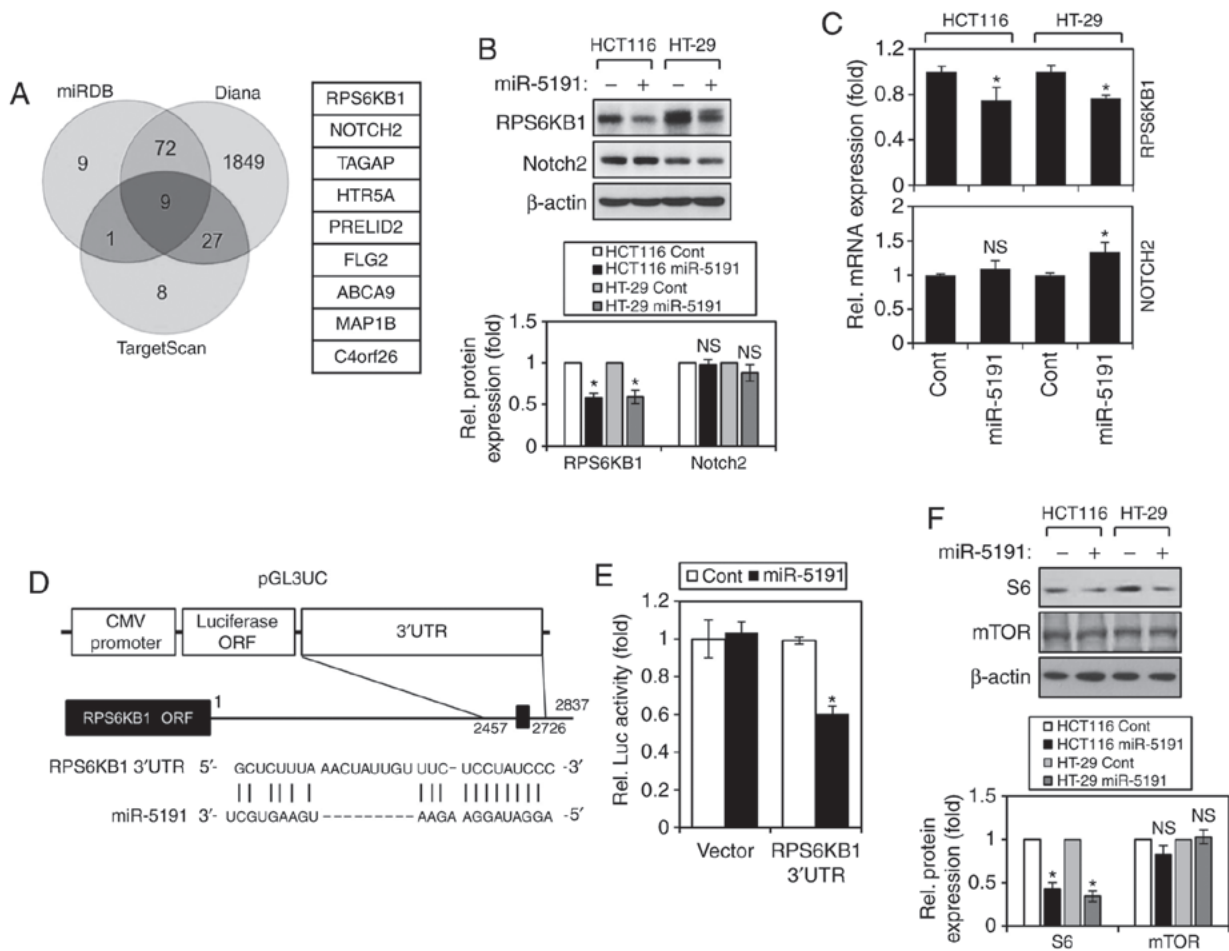 A
miRDB
Diana
9
72
1849
9
1
27
8
TargetScan
RPS6KB1
NOTCH2
TAGAP
HTR5A
PRELID2
FLG2
ABCA9
MAP1B
C4orf26
B
HCT116 HT-29
miR-5191: – + – +
RPS6KB1
Notch2
β-actin
HCT116 Cont
HCT116 miR-5191
HT-29 Cont
HT-29 miR-5191
Rel. protein
expression (fold)
1.5
1
0.5
0
* *
NS NS
RPS6KB1 Notch2
C
HCT116 HT-29
Rel. mRNA expression (fold)
1.2
0.8
0.4
0
* *
RPS6KB1
2
1.5
1
0.5
0
NS *
NOTCH2
Cont miR-5191 Cont miR-5191
D
pGL3UC
CMV
promoter
Luciferase
ORF
3′UTR
RPS6KB1 ORF
1
2457
2726
2837
RPS6KB1 3′UTR 5′- GCUCUUUA AACUAUUGU UUC- UCCUAUCCC -3′
miR-5191 3′- UCGUGAAGU ---------- AAGA AGGAUAGGA -5′
E
Cont miR-5191
Rel. Luc activity (fold)
1.2
1
0.8
0.6
0.4
0.2
0
*
Vector RPS6KB1
3′UTR
F
HCT116 HT-29
miR-5191: – + – +
S6
mTOR
β-actin
HCT116 Cont
HCT116 miR-5191
HT-29 Cont
HT-29 miR-5191
Rel. protein
expression (fold)
1.5
1
0.5
0
* *
NS NS
S6 mTOR